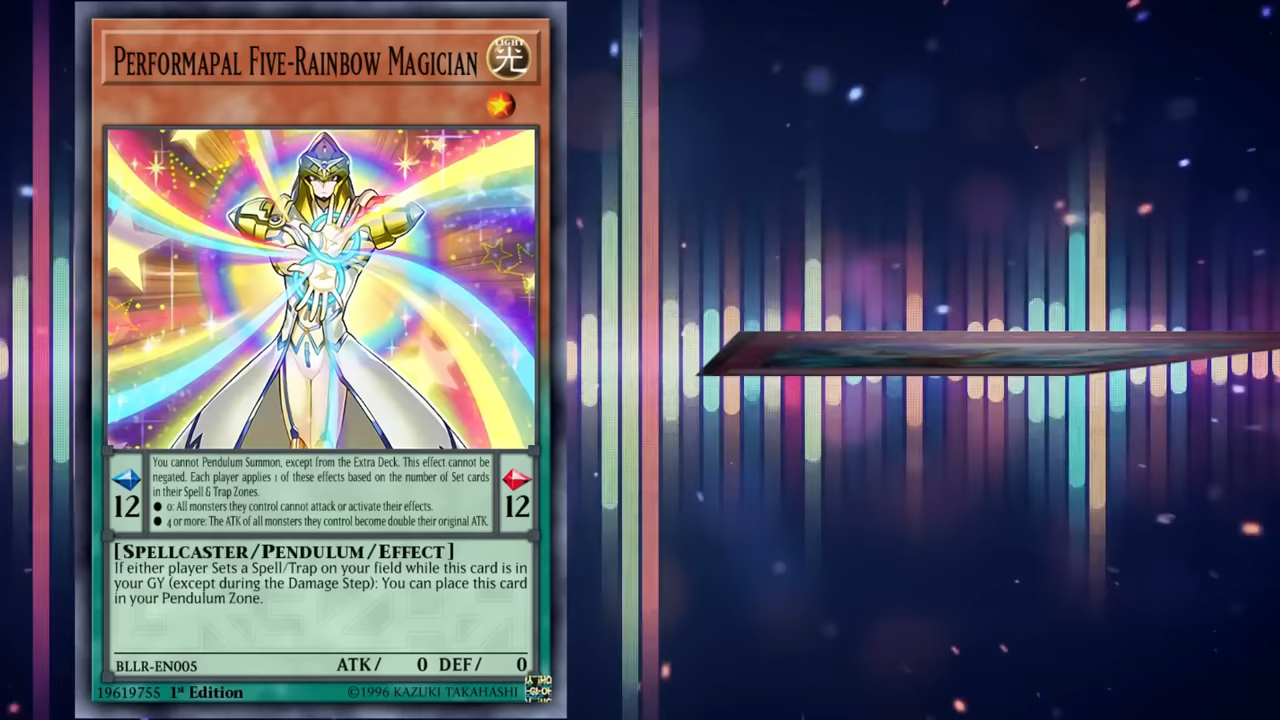 PERFORMAPAL FIVE-RAINBOW MAGICIAN
LIGHT
光
You cannot Pendulum Summon, except from the Extra Deck. This effect cannot be
negated. Each player applies 1 of these effects based on the number of Set cards
in their Spell & Trap Zones.
● 0: All monsters they control cannot attack or activate their effects.
● 4 or more: The ATK of all monsters they control become double their original ATK.
12
12
[SPELLCASTER/PENDULUM/EFFECT]
If either player Sets a Spell/Trap on your field while this card is in
your GY (except during the Damage Step): You can place this card
in your Pendulum Zone.
BLLR-EN005 ATK/ 0 DEF/ 0
19619755 1st Edition ©1996 KAZUKI TAKAHASHI